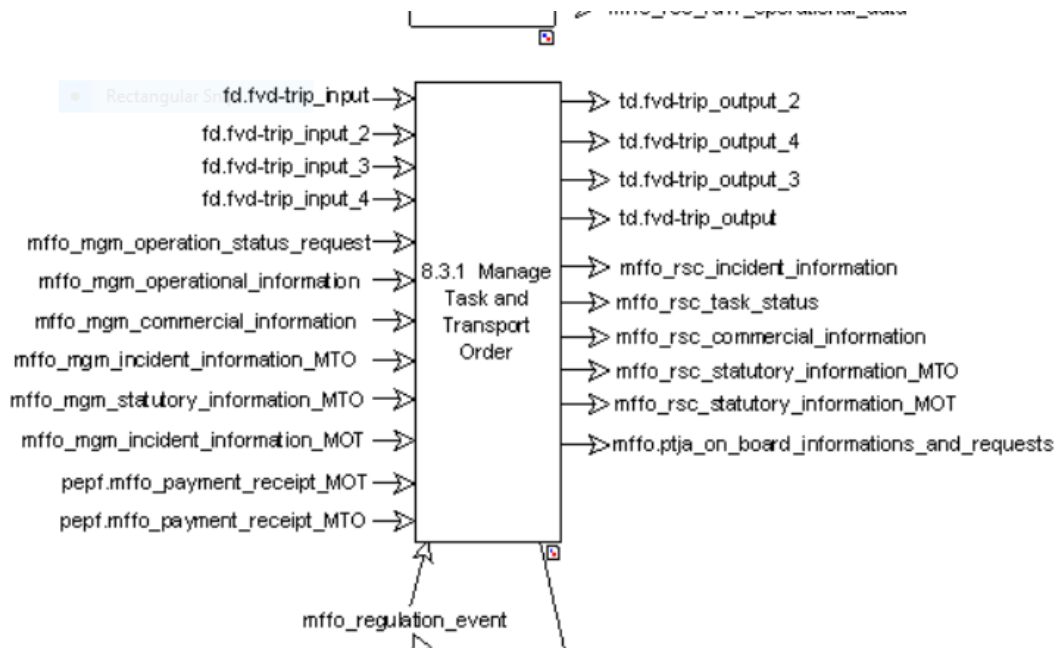 fd.fvd-trip_input
fd.fvd-trip_input_2
fd.fvd-trip_input_3
fd.fvd-trip_input_4
mffo_mgm_operation_status_request
mffo_mgm_operational_information
mffo_mgm_commercial_information
mffo_mgm_incident_information_MTO
mffo_mgm_statutory_information_MTO
mffo_mgm_incident_information_MOT
pepf.mffo_payment_receipt_MOT
pepf.mffo_payment_receipt_MTO
8.3.1 Manage
Task and
Transport
Order
td.fvd-trip_output_2
td.fvd-trip_output_4
td.fvd-trip_output_3
td.fvd-trip_output
mffo_rsc_incident_information
mffo_rsc_task_status
mffo_rsc_commercial_information
mffo_rsc_statutory_information_MTO
mffo_rsc_statutory_information_MOT
mffo.ptja_on_board_informations_and_requests
mffo_regulation_event